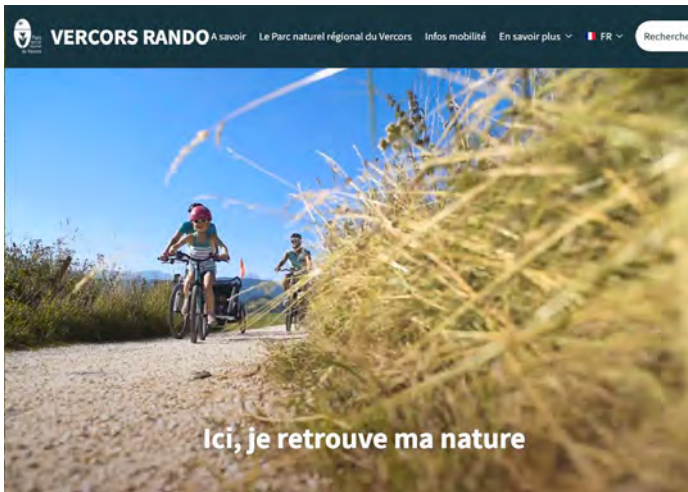 VERCORS RANDO
A savoir
Le Parc naturel régional du Vercors
Infos mobilité
En savoir plus
FR
Recherche
Ici, je retrouve ma nature